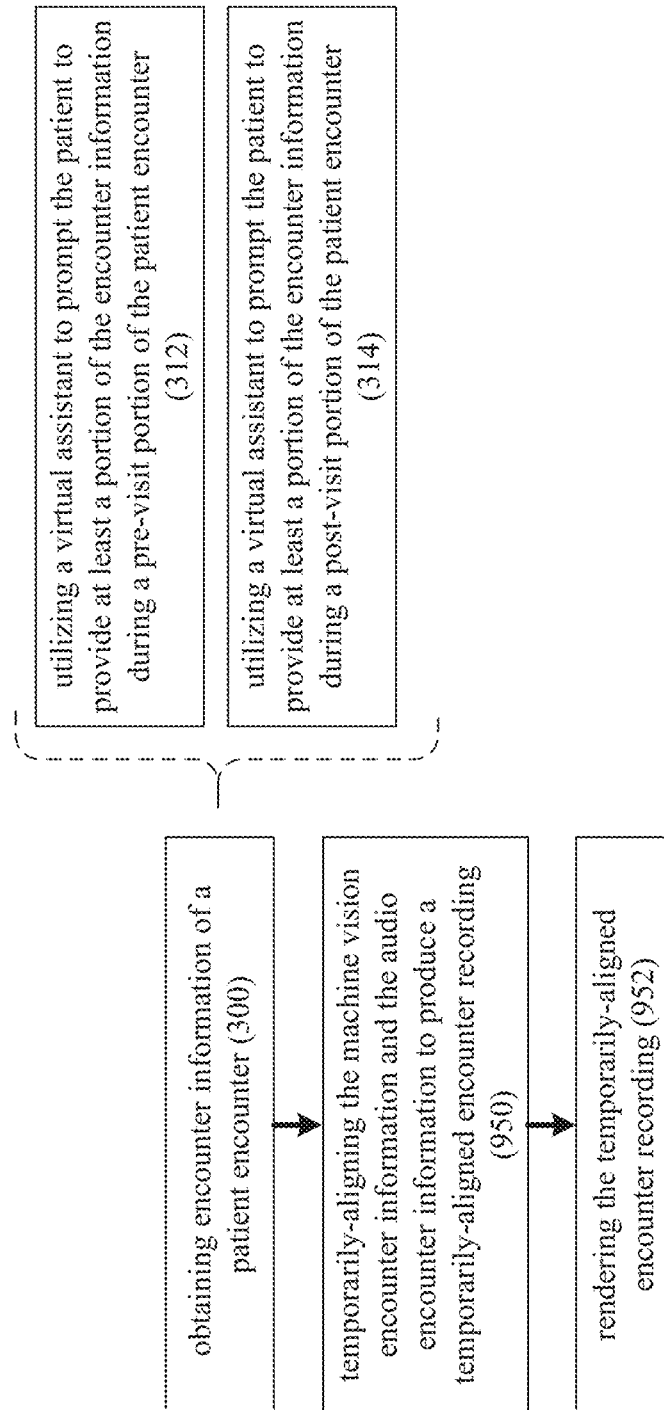 obtaining encounter information of a
patient encounter (300)
temporarily-aligning the machine vision
encounter information and the audio
encounter information to produce a
temporarily-aligned encounter recording
(950)
rendering the temporarily-aligned
encounter recording (952)
utilizing a virtual assistant to prompt the patient to
provide at least a portion of the encounter information
during a pre-visit portion of the patient encounter
(312)
utilizing a virtual assistant to prompt the patient to
provide at least a portion of the encounter information
during a post-visit portion of the patient encounter
(314)